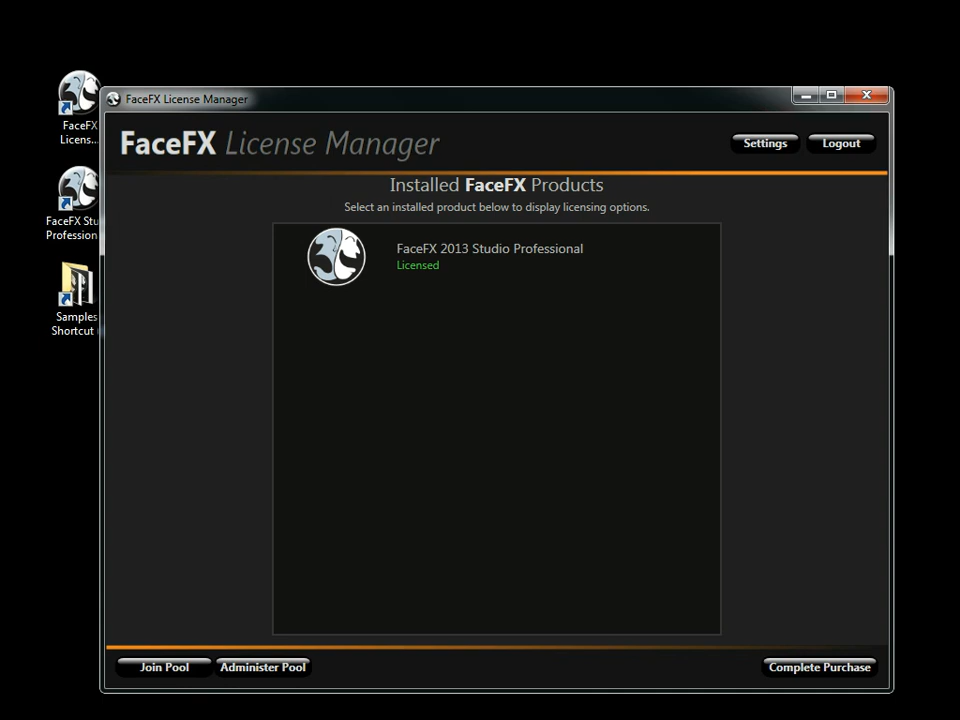 FaceFX
Licens...
FaceFX Stu
Profession
Samples
Shortcut
FaceFX License Manager
FaceFX License Manager
Settings
Logout
Installed FaceFX Products
Select an installed product below to display licensing options.
FaceFX 2013 Studio Professional
Licensed
Join Pool
Administer Pool
Complete Purchase